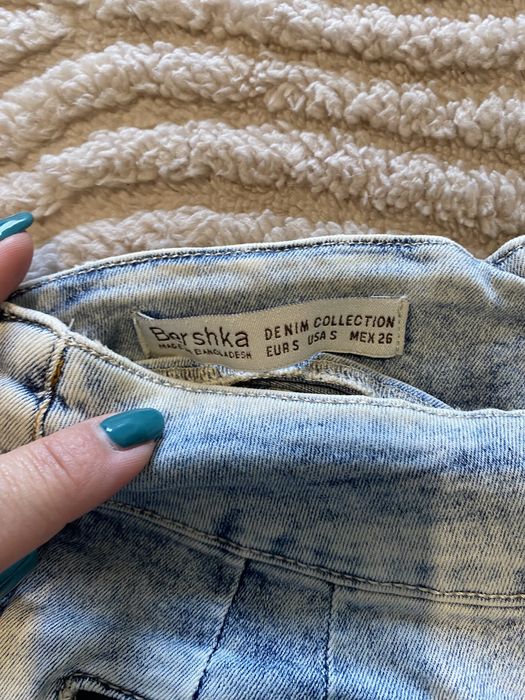 Bershka
MADE IN BANGLADESH
DENIM COLLECTION
EUR S USA S MEX 26